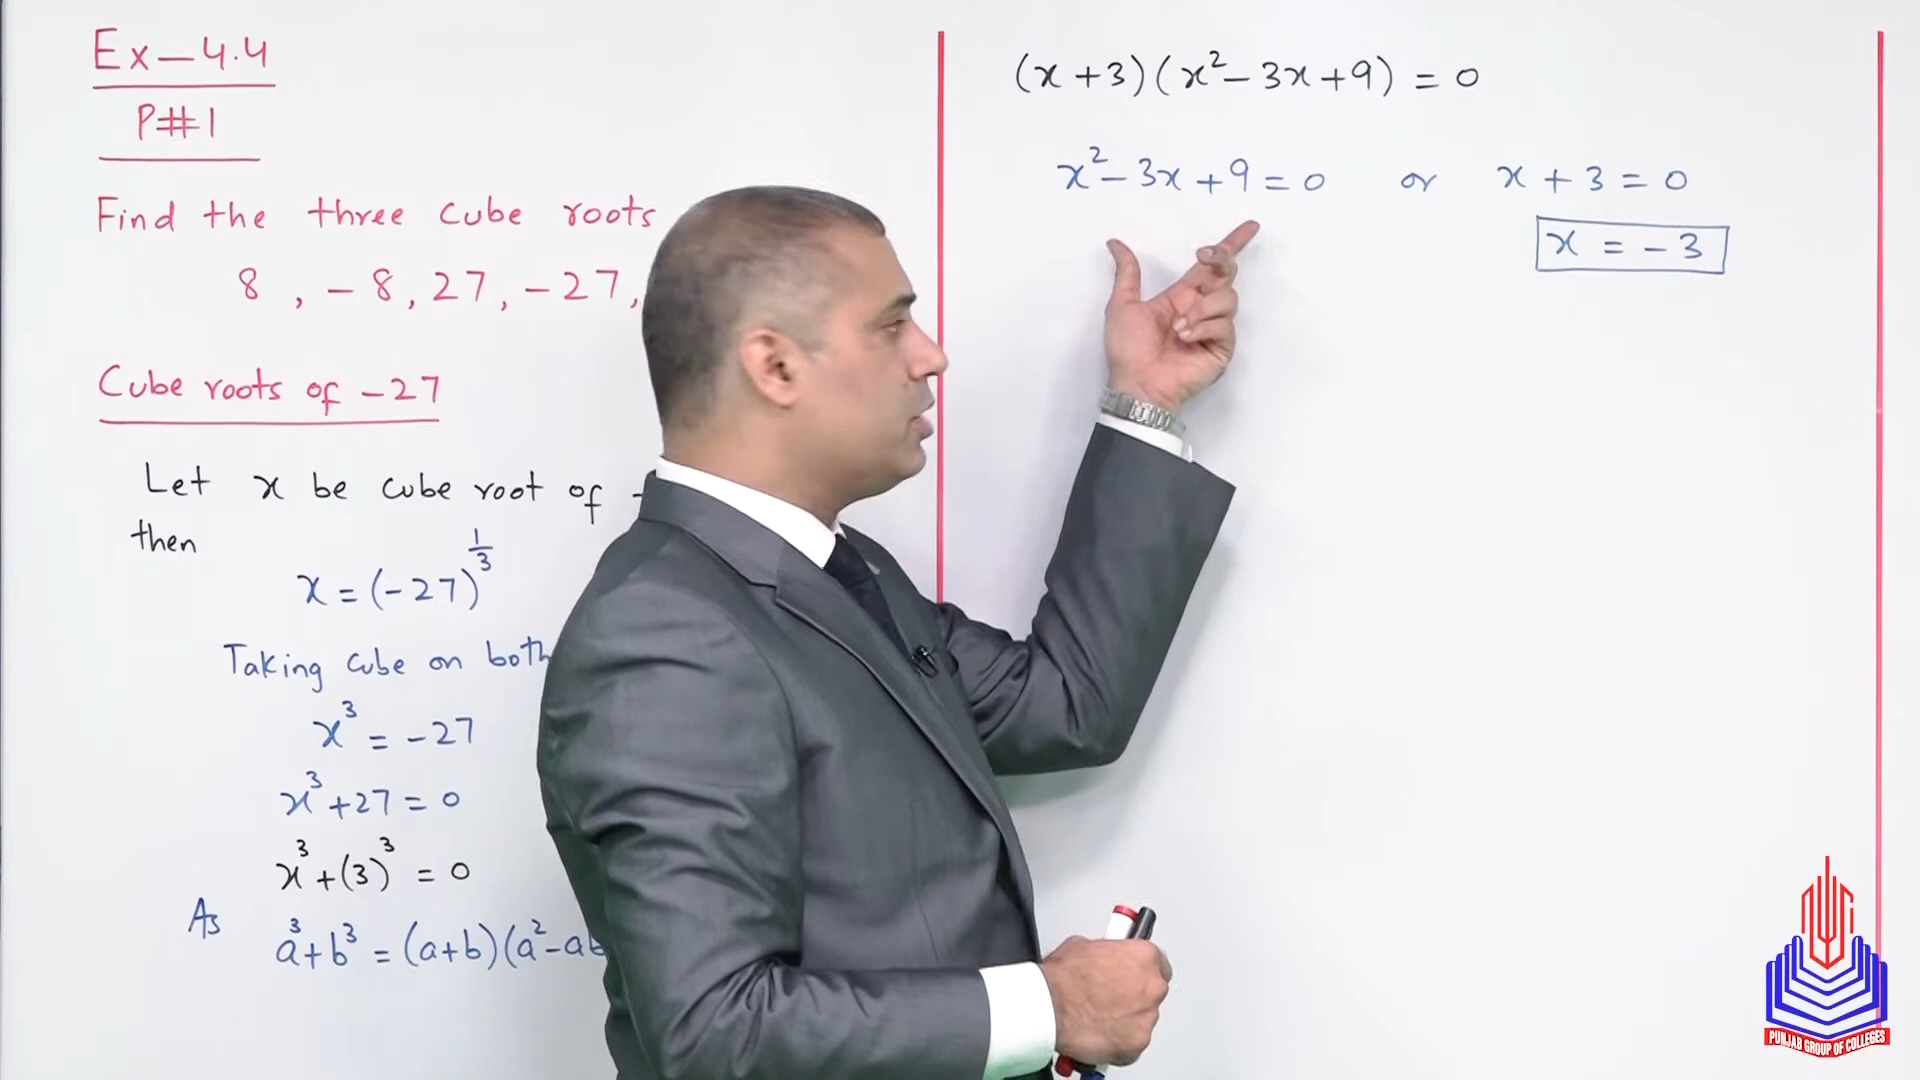 Ex-4.4
P#1
Find the three cube roots
8 , -8, 27, -27,
Cube roots of -27
Let x be cube root of -
then
x = (-27)^{1/3}
Taking cube on both
x³ = -27
x³ + 27 = 0
x³ + (3)³ = 0
As a³ + b³ = (a+b)(a² - ab
(x + 3)(x² - 3x + 9) = 0
x² - 3x + 9 = 0 or x + 3 = 0
x = -3
PUNJAB GROUP OF COLLEGES